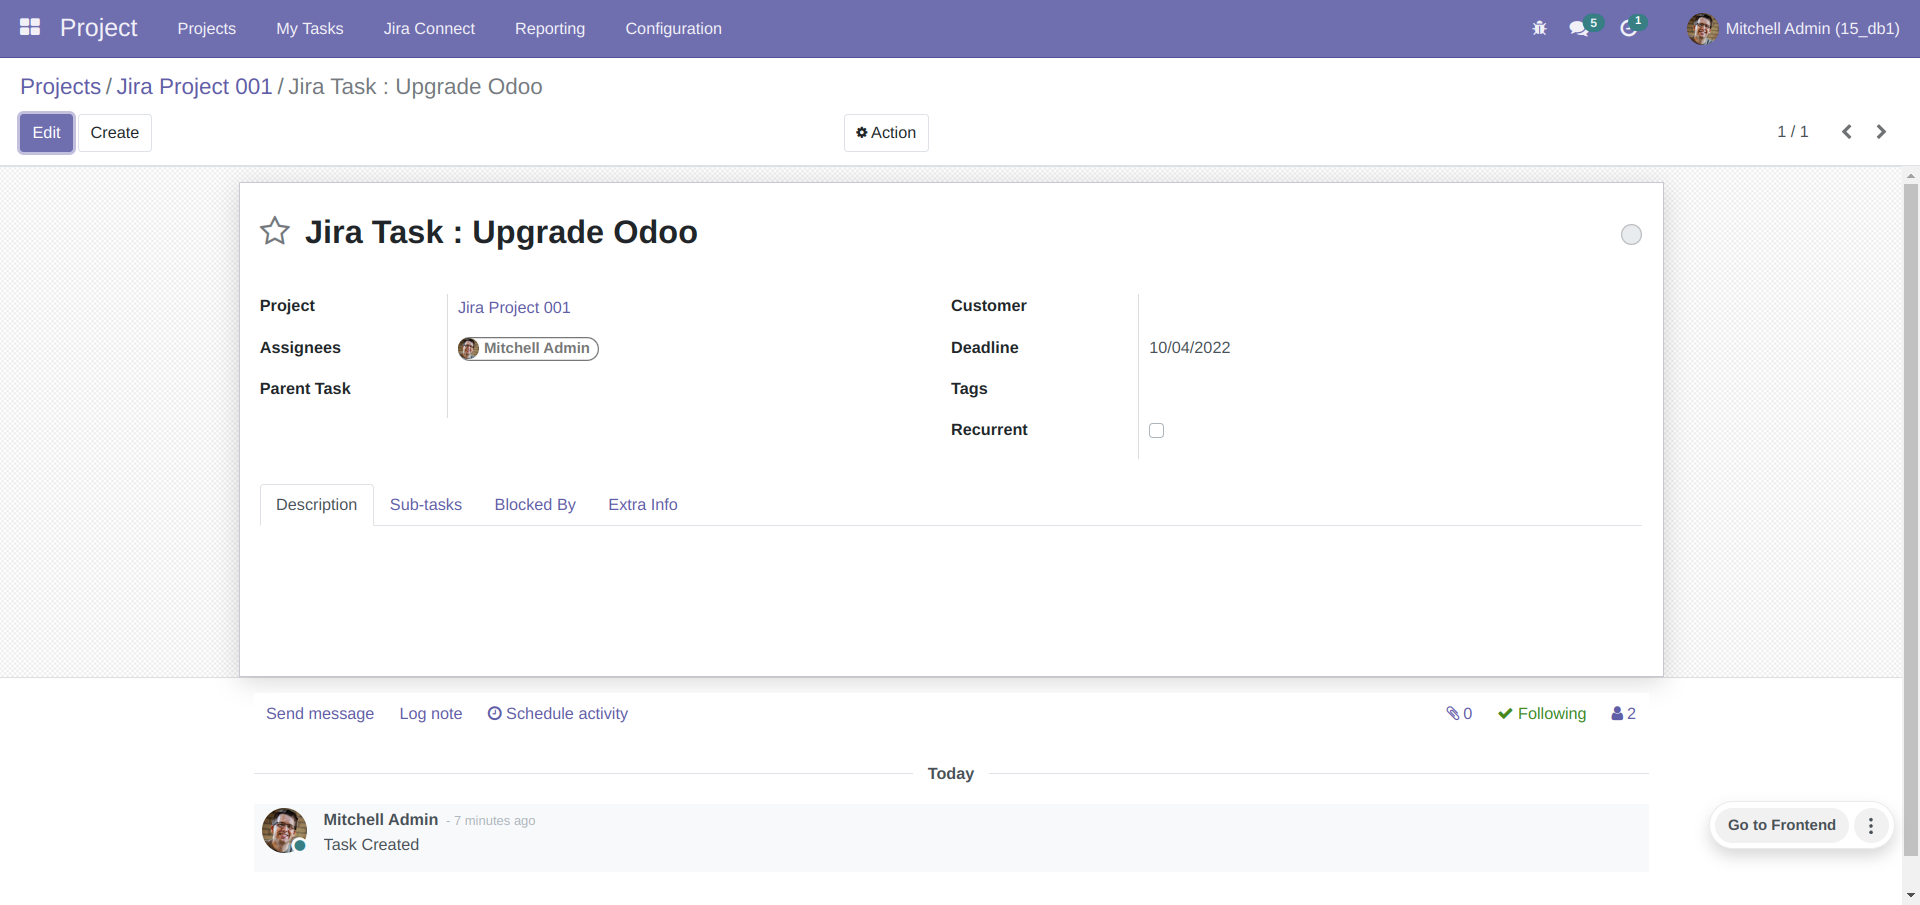 Project Projects My Tasks Jira Connect Reporting Configuration 5 1 Mitchell Admin (15_db1)
Projects / Jira Project 001 / Jira Task : Upgrade Odoo
Edit Create Action 1 / 1
Jira Task : Upgrade Odoo
Project Jira Project 001 Customer
Assignees Mitchell Admin Deadline 10/04/2022
Parent Task Tags
Recurrent
Description Sub-tasks Blocked By Extra Info
Send message Log note Schedule activity 0 Following 2
Today
Mitchell Admin - 7 minutes ago
Task Created
Go to Frontend